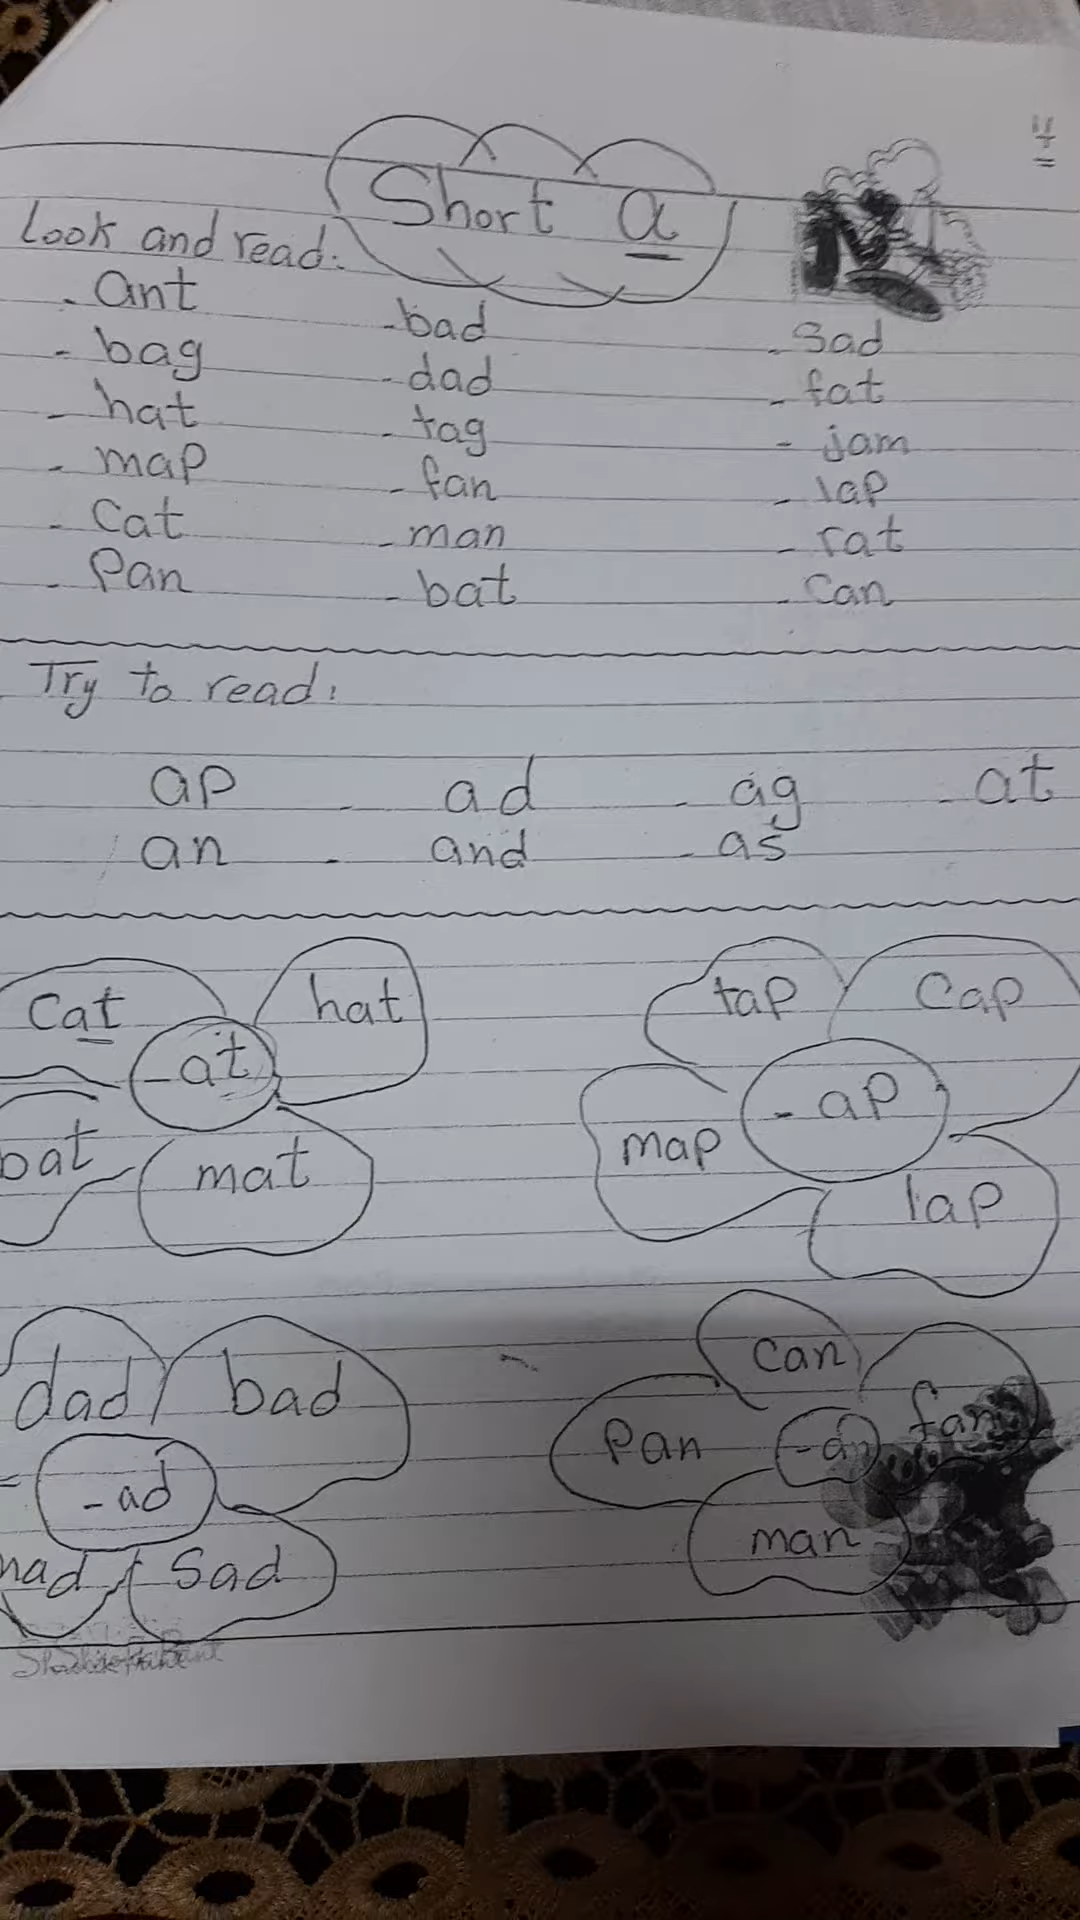 Short a
Look and read:
- ant - bad - sad
- bag - dad - fat
- hat - tag - jam
- map - fan - lap
- cat - man - rat
- Pan - bat - can
Try to read:
ap - ad - ag - at
an - and - as
cat hat tap cap
- at - ap
bat mat map lap
dad bad can fan
- ad Pan - an
sad man